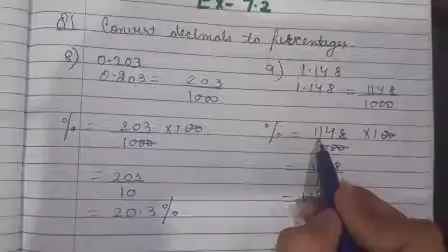 Ex - 7.2
Q1 Convert decimals to percentages
8) 0.203
0.203 = 203/1000
% = 203/1000 × 100
= 203/10
= 20.3%
9) 1.148
1.148 = 1148/1000
% = 1148/1000 × 100